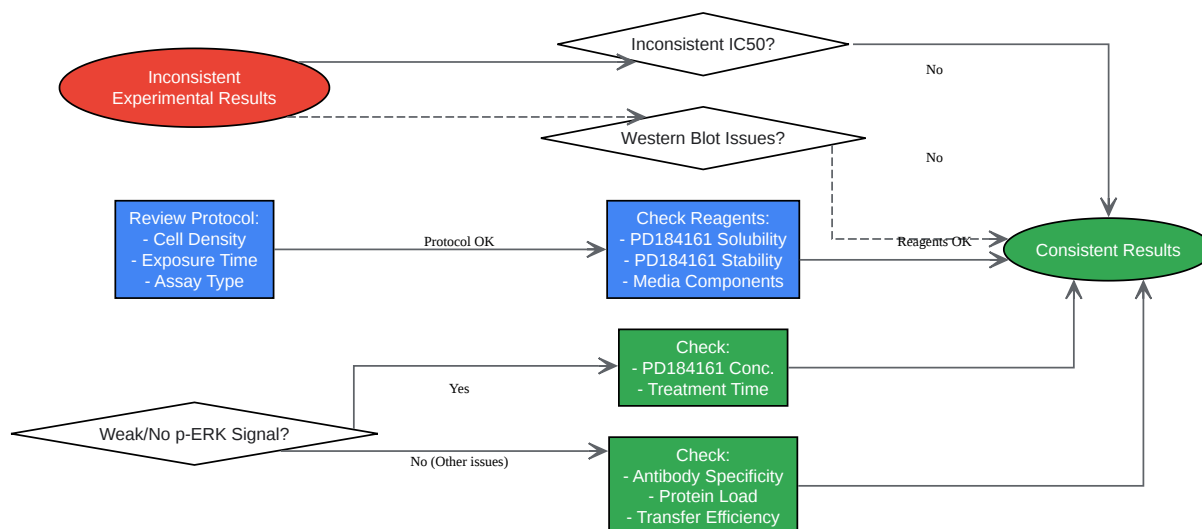 Inconsistent IC50?
Inconsistent
Experimental Results
No
Western Blot Issues?
No
Review Protocol:
- Cell Density
- Exposure Time
- Assay Type
Protocol OK
Check Reagents:
- PD184161 Solubility
- PD184161 Stability
- Media Components
Reagents OK
Consistent Results
Check:
- PD184161 Conc.
- Treatment Time
Yes
Weak/No p-ERK Signal?
No (Other issues)
Check:
- Antibody Specificity
- Protein Load
- Transfer Efficiency